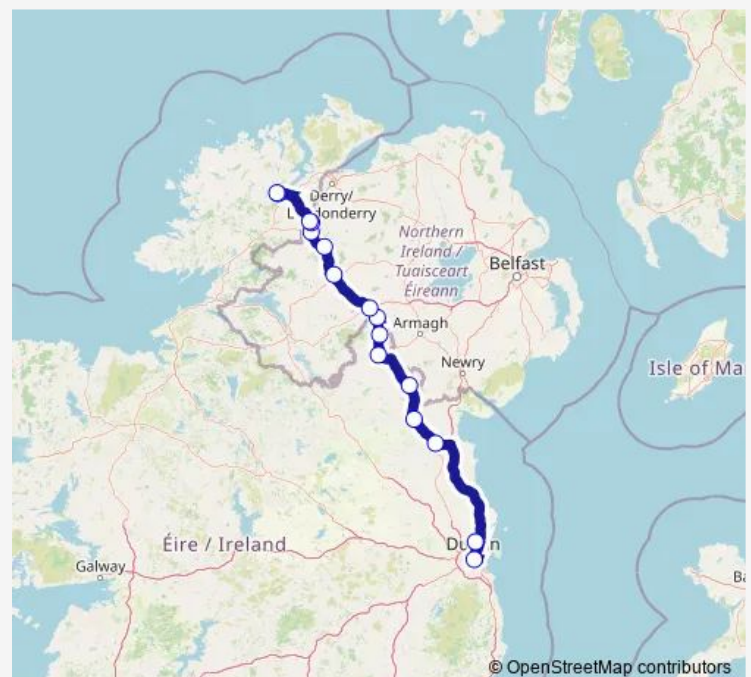 Derry/
Londonderry
Northern
Ireland /
Tuaisceart
Éireann
Belfast
Armagh
Newry
Isle of Ma
Éire / Ireland
Dublin
Galway
Ba
© OpenStreetMap contributors